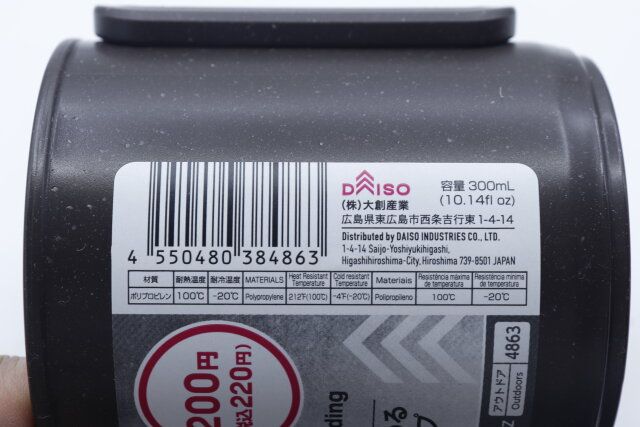 DAISO
容量 300mL
(10.14fl oz)
(株)大創産業
広島県東広島市西条吉行東 1-4-14
Distributed by DAISO INDUSTRIES CO., LTD.
1-4-14 Saijo-Yoshiyukihigashi,
Higashihiroshima-City, Hiroshima 739-8501 JAPAN
4 550480 384863
材質 耐熱温度 耐冷温度 MATERIALS Heat Resistant Temperature Cold resistant Temperature Materiais Resistência máxima de temperatura Resistência mínima de temperatura
ポリプロピレン 100℃ -20℃ Polypropylene 212℉(100℃) -4℉(-20℃) Polipropileno 100℃ -20℃
200円
税込220円)
アウトドア 4863
Outdoors